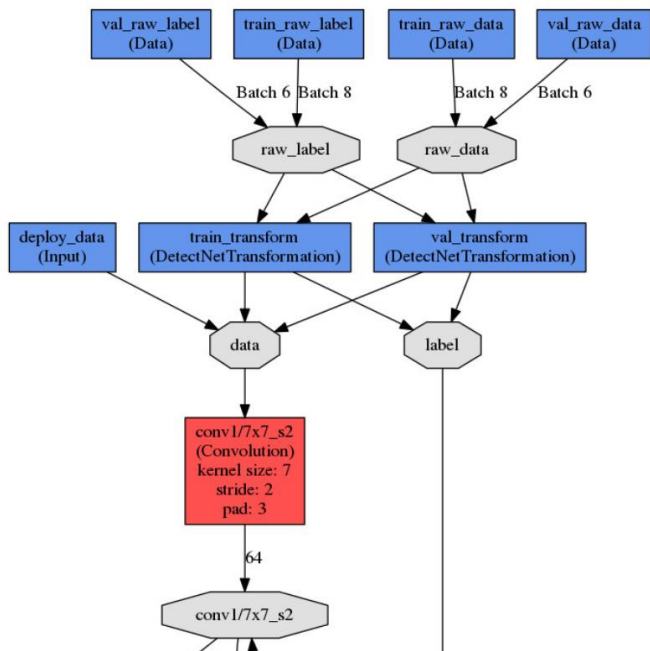 val_raw_label
(Data)
train_raw_label
(Data)
train_raw_data
(Data)
val_raw_data
(Data)
Batch 6
Batch 8
Batch 8
Batch 6
raw_label
raw_data
deploy_data
(Input)
train_transform
(DetectNetTransformation)
val_transform
(DetectNetTransformation)
data
label
conv1/7x7_s2
(Convolution)
kernel size: 7
stride: 2
pad: 3
64
conv1/7x7_s2